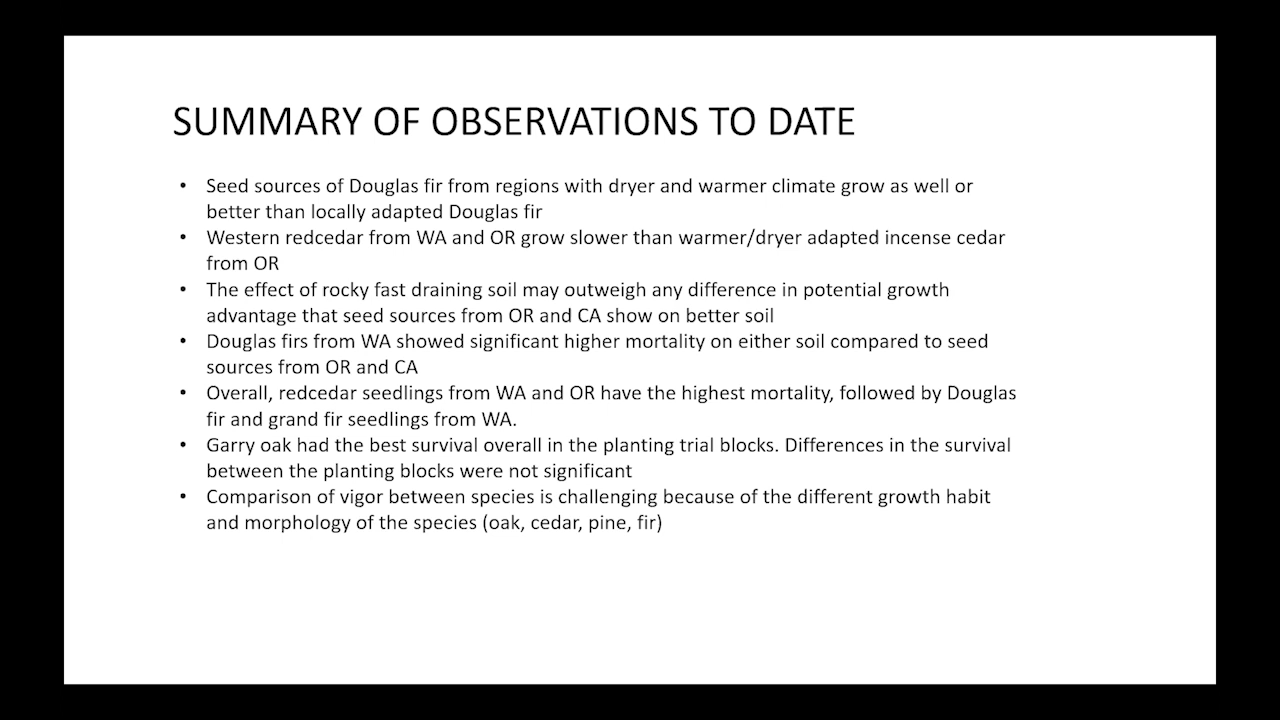 SUMMARY OF OBSERVATIONS TO DATE
• Seed sources of Douglas fir from regions with dryer and warmer climate grow as well or
better than locally adapted Douglas fir
• Western redcedar from WA and OR grow slower than warmer/dryer adapted incense cedar
from OR
• The effect of rocky fast draining soil may outweigh any difference in potential growth
advantage that seed sources from OR and CA show on better soil
• Douglas firs from WA showed significant higher mortality on either soil compared to seed
sources from OR and CA
• Overall, redcedar seedlings from WA and OR have the highest mortality, followed by Douglas
fir and grand fir seedlings from WA.
• Garry oak had the best survival overall in the planting trial blocks. Differences in the survival
between the planting blocks were not significant
• Comparison of vigor between species is challenging because of the different growth habit
and morphology of the species (oak, cedar, pine, fir)